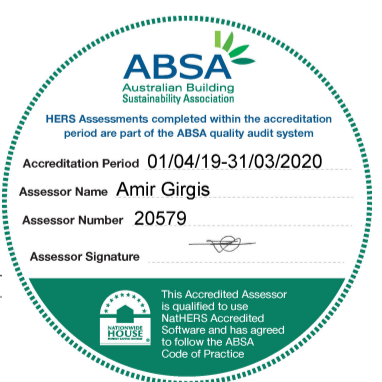 ABSA
Australian Building
Sustainability Association
HERS Assessments completed within the accreditation
period are part of the ABSA quality audit system
Accreditation Period 01/04/19-31/03/2020
Assessor Name Amir Girgis
Assessor Number 20579
Assessor Signature
This Accredited Assessor
is qualified to use
NatHERS Accredited
Software and has agreed
to follow the ABSA
Code of Practice
NATIONWIDE
HOUSE